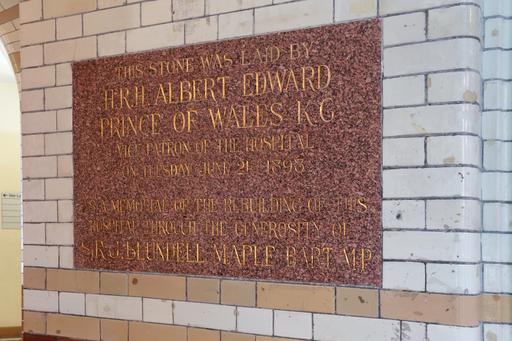 THIS STONE WAS LAID BY
H.R.H. ALBERT EDWARD
PRINCE OF WALES K.G
VICE PATRON OF THE HOSPITAL
ON TUESDAY JUNE 21st 1898
AS A MEMORIAL OF THE REBUILDING OF THIS
HOSPITAL THROUGH THE GENEROSITY OF
SIR J. BLUNDELL MAPLE BART. M.P.